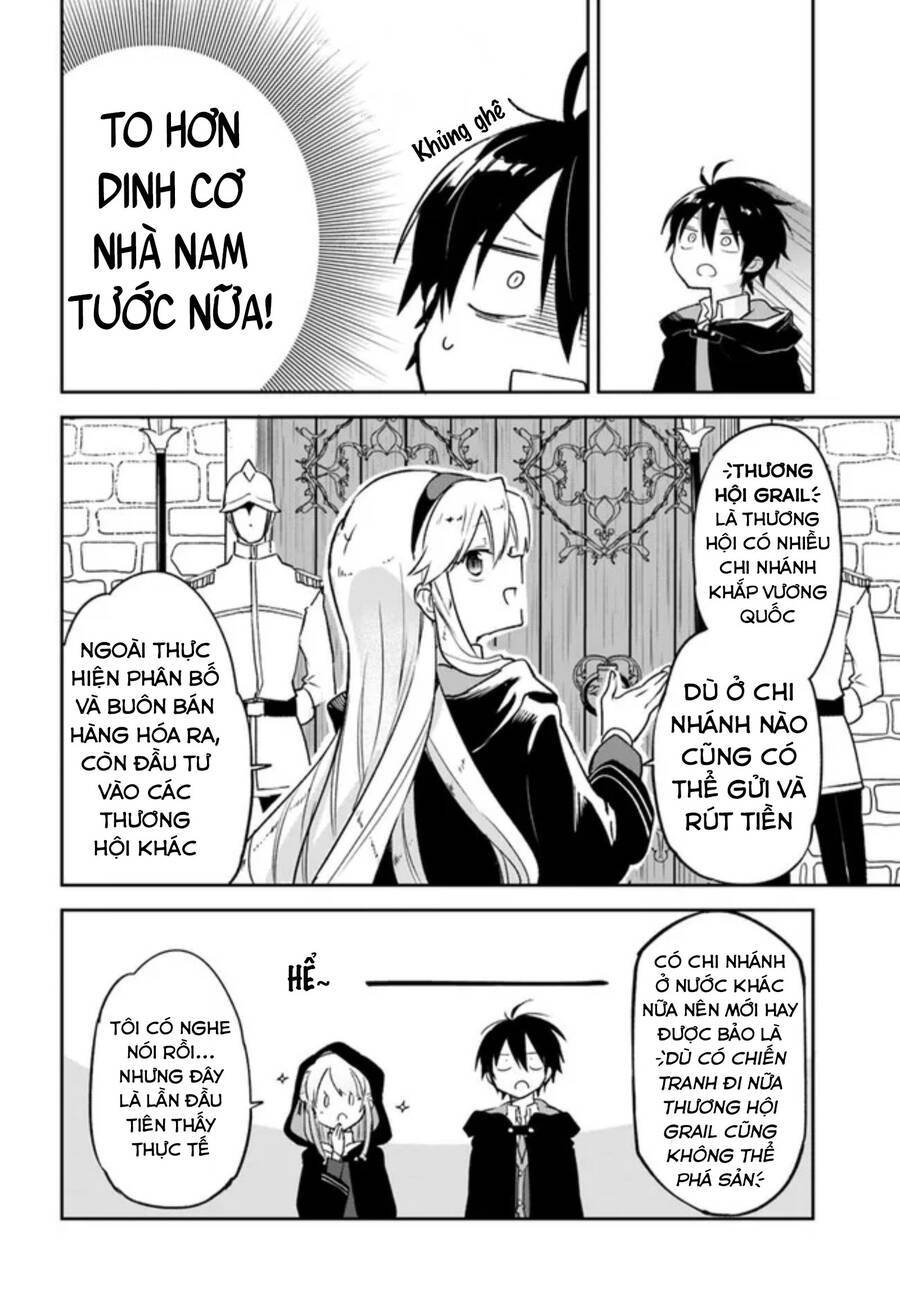 Khủng ghê
TO HƠN
DINH CƠ
NHÀ NAM
TƯỚC NỮA!
THƯƠNG
HỘI GRAIL
LÀ THƯƠNG
HỘI CÓ NHIỀU
CHI NHÁNH
KHẮP VƯƠNG
QUỐC
DÙ Ở CHI
NHÁNH NÀO
CŨNG CÓ
THỂ GỬI VÀ
RÚT TIỀN
NGOÀI THỰC
HIỆN PHÂN BỐ
VÀ BUÔN BÁN
HÀNG HÓA RA,
CÒN ĐẦU TƯ
VÀO CÁC
THƯƠNG
HỘI KHÁC
CÓ CHI NHÁNH
Ở NƯỚC KHÁC
NỮA NÊN MỚI HAY
ĐƯỢC BẢO LÀ
DÙ CÓ CHIẾN
TRANH ĐI NỮA
THƯƠNG HỘI
GRAIL CŨNG
KHÔNG THỂ
PHÁ SẢN
HỂ~
TÔI CÓ NGHE
NÓI RỒI...
NHƯNG ĐÂY
LÀ LẦN ĐẦU
TIÊN THẤY
THỰC TẾ